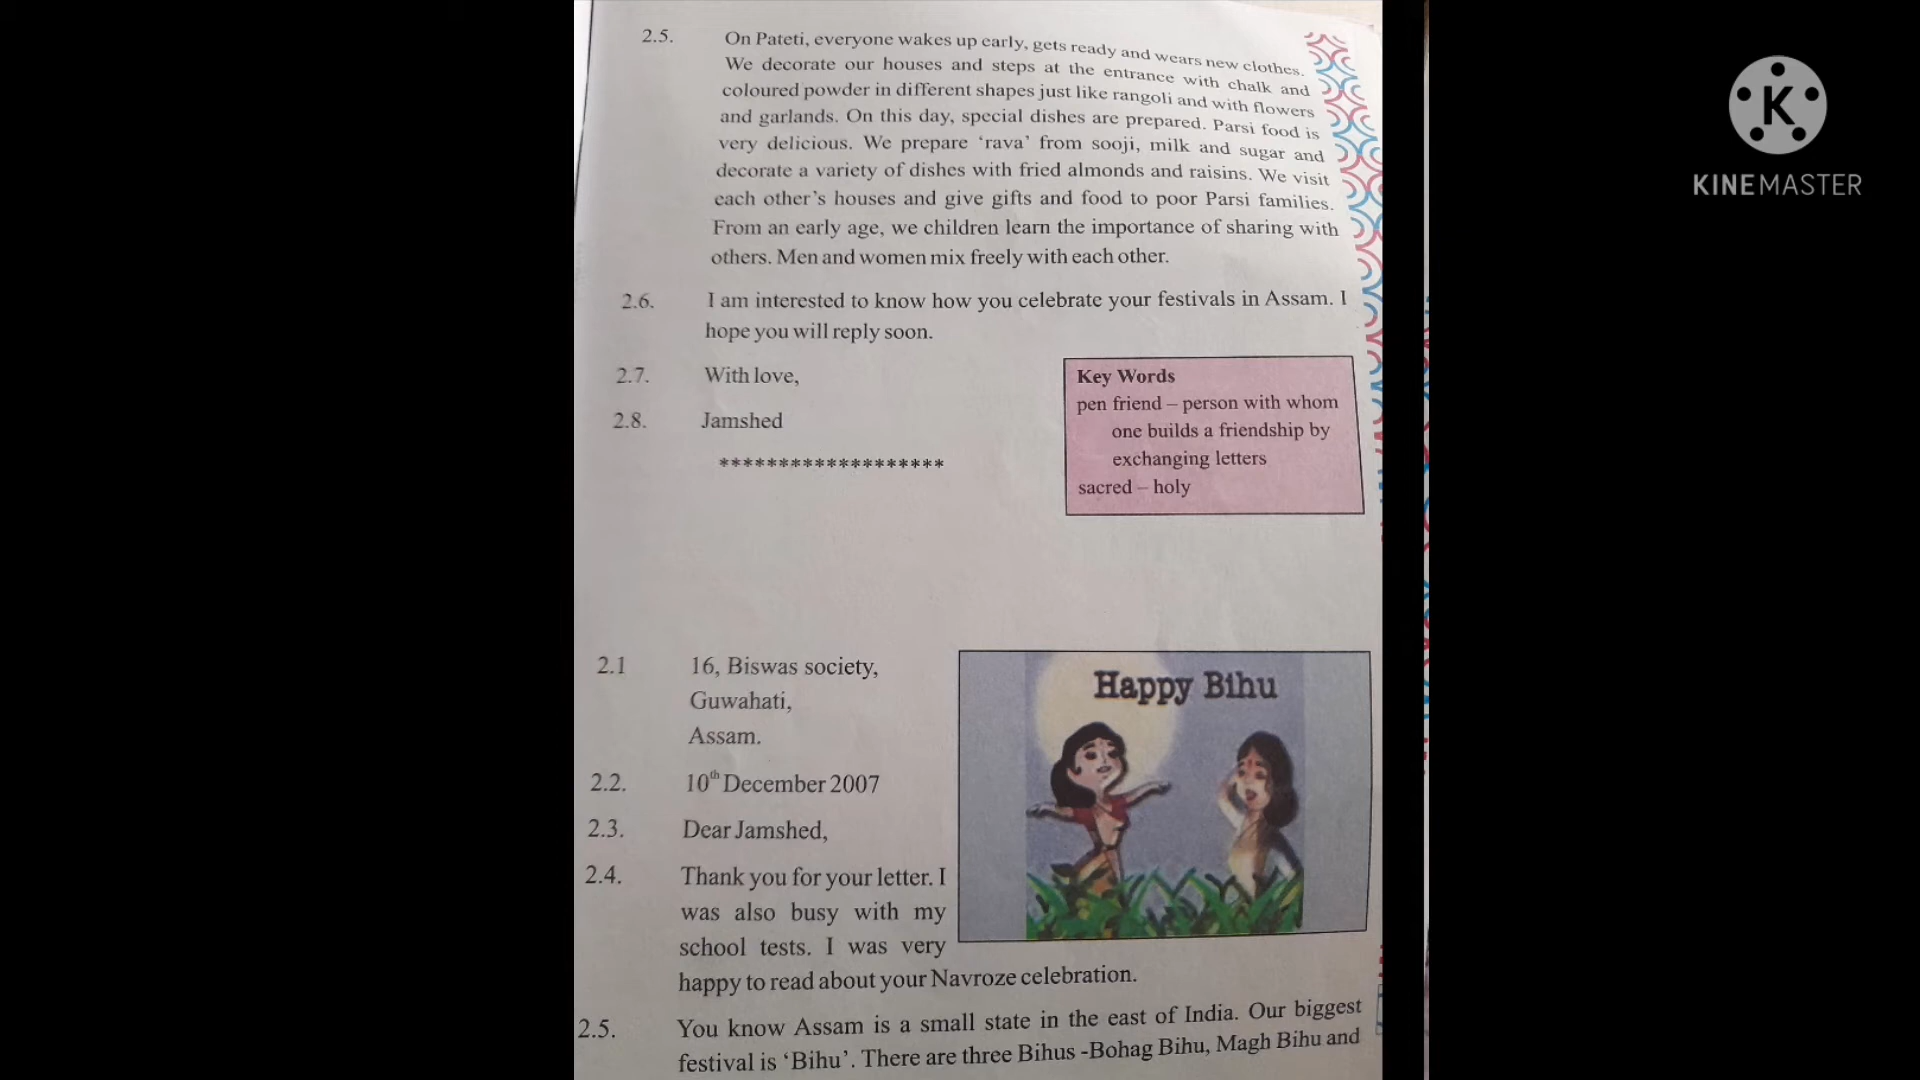 2.5. On Pateti, everyone wakes up early, gets ready and wears new clothes.
We decorate our houses and steps at the entrance with chalk and
coloured powder in different shapes just like rangoli and with flowers
and garlands. On this day, special dishes are prepared. Parsi food is
very delicious. We prepare ‘rava’ from sooji, milk and sugar and
decorate a variety of dishes with fried almonds and raisins. We visit
each other’s houses and give gifts and food to poor Parsi families.
From an early age, we children learn the importance of sharing with
others. Men and women mix freely with each other.
2.6. I am interested to know how you celebrate your festivals in Assam. I
hope you will reply soon.
2.7. With love,
2.8. Jamshed
*******************
Key Words
pen friend – person with whom
one builds a friendship by
exchanging letters
sacred – holy
2.1 16, Biswas society,
Guwahati,
Assam.
2.2. 10th December 2007
2.3. Dear Jamshed,
2.4. Thank you for your letter. I
was also busy with my
school tests. I was very
happy to read about your Navroze celebration.
2.5. You know Assam is a small state in the east of India. Our biggest
festival is ‘Bihu’. There are three Bihus -Bohag Bihu, Magh Bihu and
Happy Bihu
K
KINEMASTER